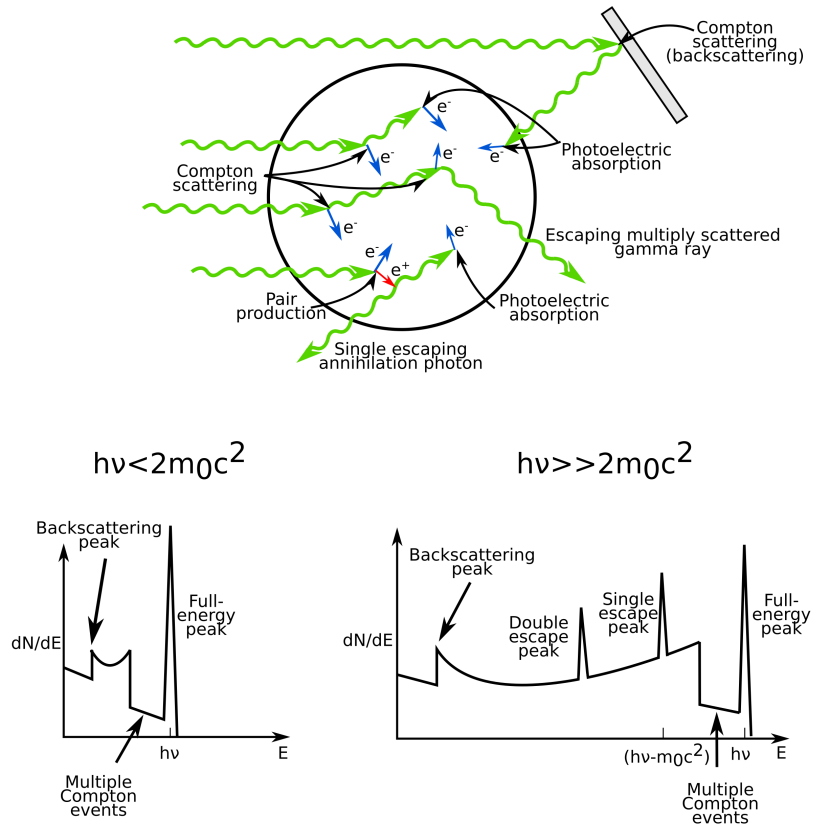 Compton
scattering
(backscattering)
e⁻
e⁻
e⁻
e⁻
Photoelectric
absorption
Compton
scattering
e⁻
e⁻
Escaping multiply scattered
gamma ray
e⁻
e⁺
Pair
production
Photoelectric
absorption
Single escaping
annihilation photon
hν<2m₀c²
hν>>2m₀c²
Backscattering
peak
Full-
energy peak
dN/dE
hν
E
Multiple
Compton
events
Backscattering
peak
Double
escape
peak
Single
escape
peak
Full-
energy peak
dN/dE
(hν-m₀c²)
hν
E
Multiple
Compton
events